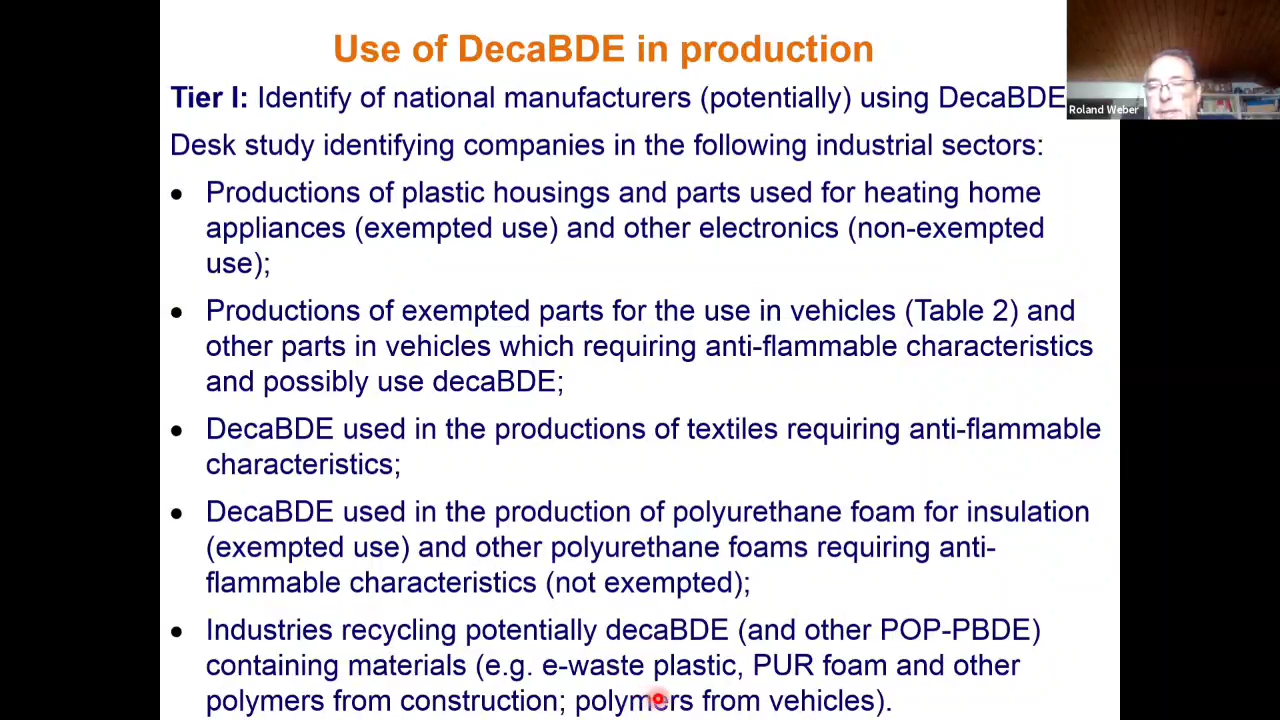 Use of DecaBDE in production
Roland Weber
Tier I: Identify of national manufacturers (potentially) using DecaBDE
Desk study identifying companies in the following industrial sectors:
• Productions of plastic housings and parts used for heating home
appliances (exempted use) and other electronics (non-exempted
use);
• Productions of exempted parts for the use in vehicles (Table 2) and
other parts in vehicles which requiring anti-flammable characteristics
and possibly use decaBDE;
• DecaBDE used in the productions of textiles requiring anti-flammable
characteristics;
• DecaBDE used in the production of polyurethane foam for insulation
(exempted use) and other polyurethane foams requiring anti-
flammable characteristics (not exempted);
• Industries recycling potentially decaBDE (and other POP-PBDE)
containing materials (e.g. e-waste plastic, PUR foam and other
polymers from construction; polymers from vehicles).